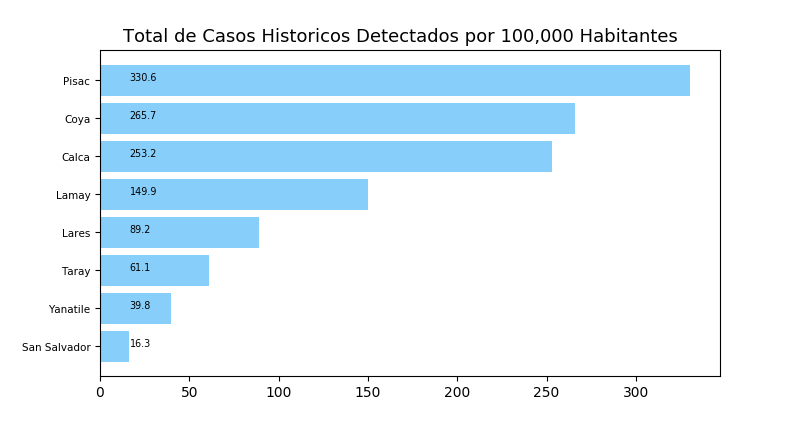 Total de Casos Historicos Detectados por 100,000 Habitantes
Pisac 330.6
Coya 265.7
Calca 253.2
Lamay 149.9
Lares 89.2
Taray 61.1
Yanatile 39.8
San Salvador 16.3
0 50 100 150 200 250 300